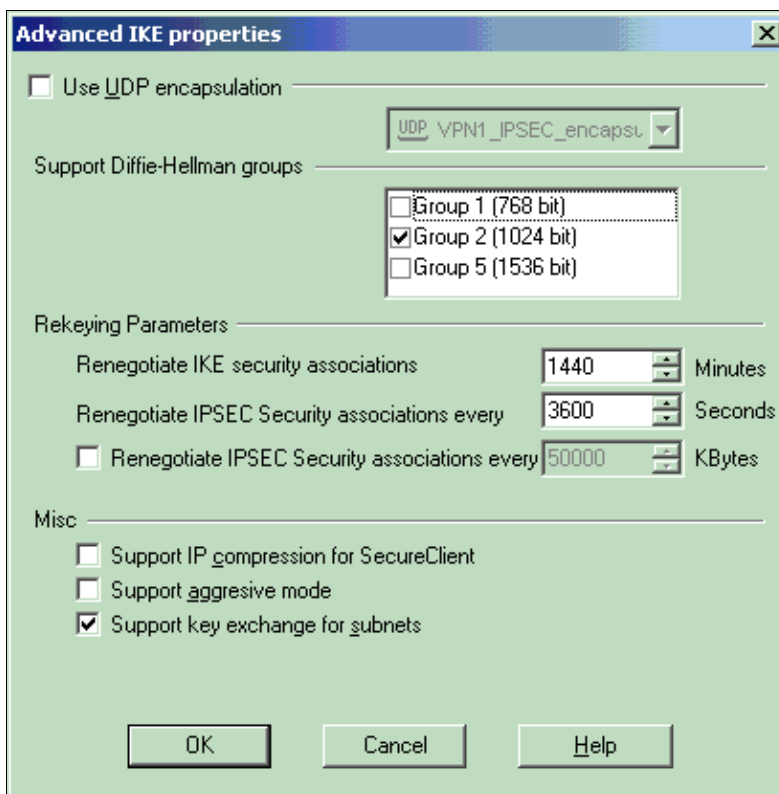 Advanced IKE properties
Use UDP encapsulation
UDP VPN1_IPSEC_encapsu
Support Diffie-Hellman groups
Group 1 (768 bit)
Group 2 (1024 bit)
Group 5 (1536 bit)
Rekeying Parameters
Renegotiate IKE security associations 1440 Minutes
Renegotiate IPSEC Security associations every 3600 Seconds
Renegotiate IPSEC Security associations every 50000 KBytes
Misc
Support IP compression for SecureClient
Support aggresive mode
Support key exchange for subnets
OK Cancel Help